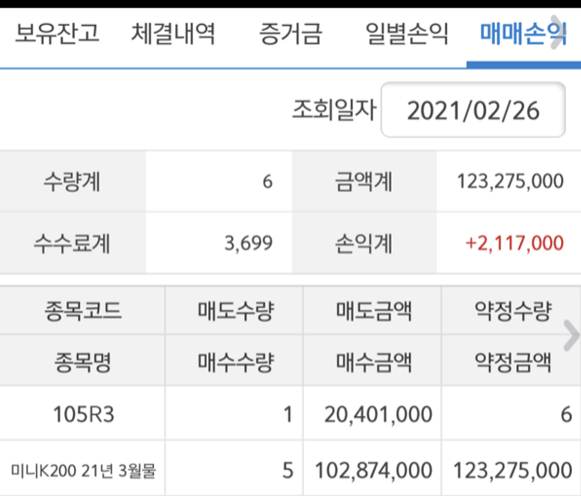 보유잔고 체결내역 증거금 일별손익 매매손익
조회일자 2021/02/26
수량계 6 금액계 123,275,000
수수료계 3,699 손익계 +2,117,000
종목코드 매도수량 매도금액 약정수량
종목명 매수수량 매수금액 약정금액
105R3 1 20,401,000 6
미니K200 21년 3월물 5 102,874,000 123,275,000